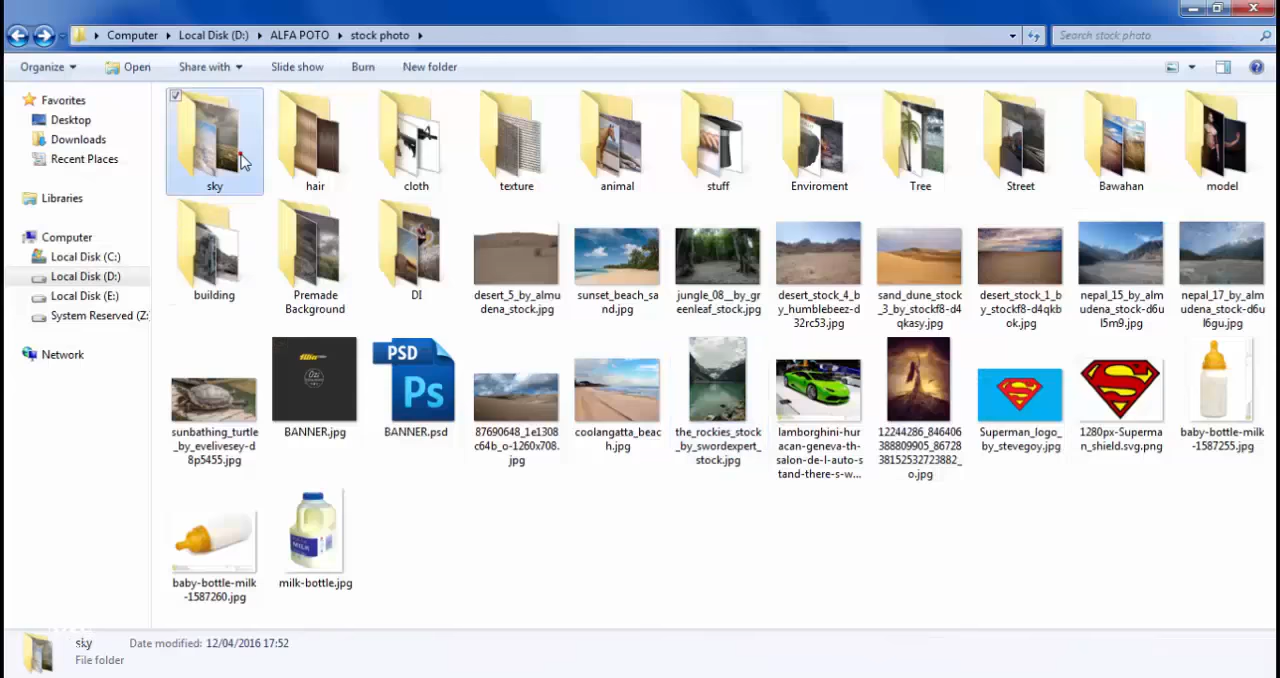 Computer Local Disk (D:) ALFA POTO stock photo Search stock photo
Organize Open Share with Slide show Burn New folder
Favorites
Desktop
Downloads
Recent Places
Libraries
Computer
Local Disk (C:)
Local Disk (D:)
Local Disk (E:)
System Reserved (Z:
Network
sky hair cloth texture animal stuff Enviroment Tree Street Bawahan model
building
Premade
Background
DI
desert_5_by_almu
dena_stock.jpg
sunset_beach_sa
nd.jpg
jungle_08__by_gr
eenleaf_stock.jpg
desert_stock_4_b
y_humblebeez-d
32rc53.jpg
sand_dune_stock
_3_by_stockf8-d4
qkasy.jpg
desert_stock_1_b
y_stockf8-d4qkb
ok.jpg
nepal_15_by_alm
udena_stock-d6u
l5m9.jpg
nepal_17_by_alm
udena_stock-d6u
l6gu.jpg
sunbathing_turtle
_by_evelivesey-d
8p5455.jpg
BANNER.jpg
PSD
Ps
BANNER.psd
87690648_1e1308
c64b_o-1260x708.
jpg
coolangatta_beac
h.jpg
the_rockies_stock
_by_swordexpert_
stock.jpg
lamborghini-hur
acan-geneva-th-
salon-de-l-auto-s
tand-there-s-w...
12244286_846406
388809905_86728
38152532723882_
o.jpg
Superman_logo_
by_stevegoy.jpg
1280px-Superma
n_shield.svg.png
baby-bottle-milk
-1587255.jpg
baby-bottle-milk
-1587260.jpg
MILK
milk-bottle.jpg
sky Date modified: 12/04/2016 17:52
File folder